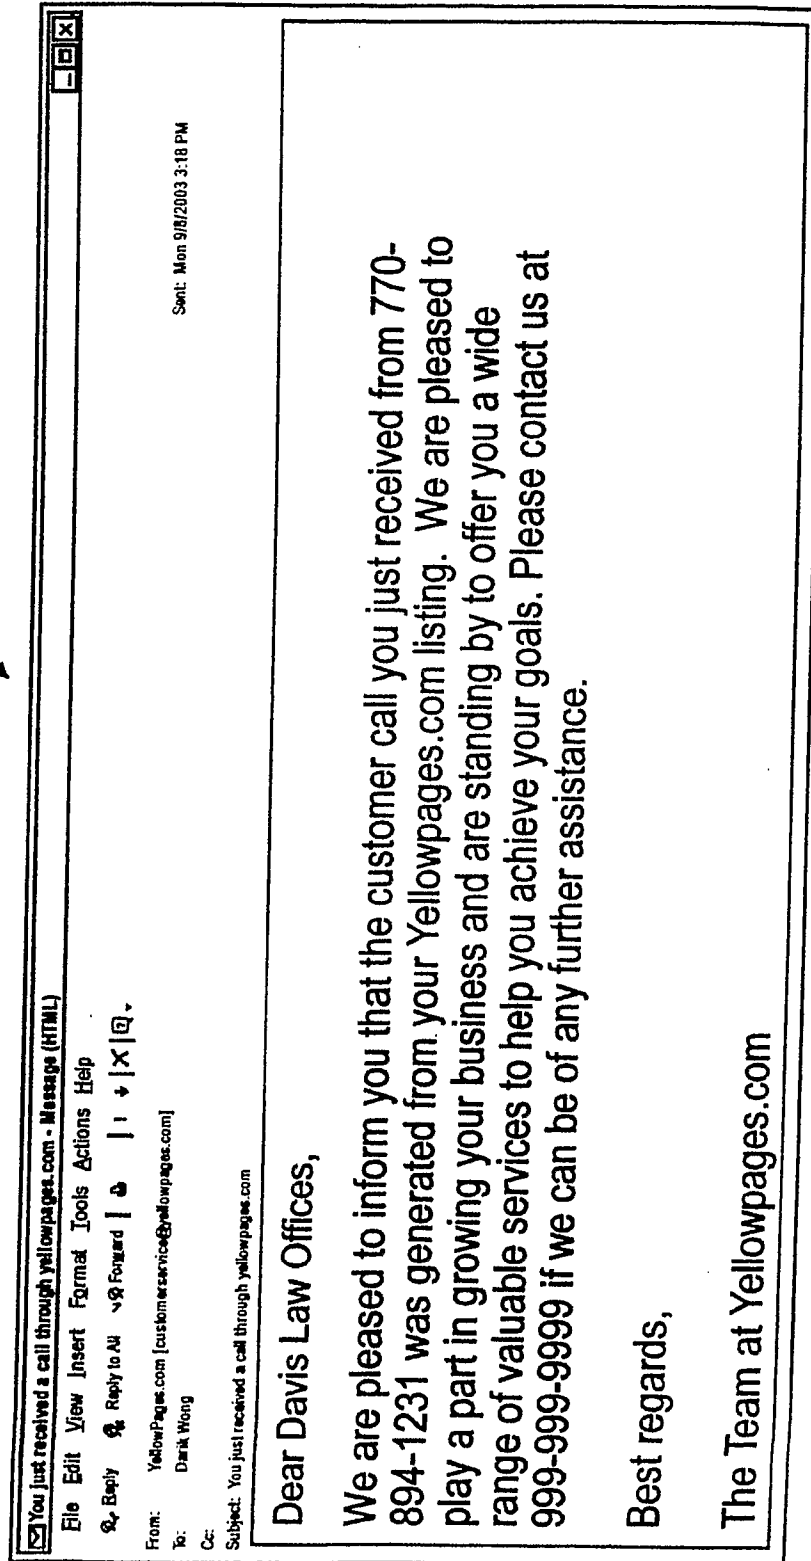 You just received a call through yellowpages.com - Message (HTML)
File Edit View Insert Format Tools Actions Help
Reply Reply to All Forward
From: YellowPages.com [customerservice@yellowpages.com]
Sent: Mon 9/8/2003 3:18 PM
To: Darik Wong
Cc:
Subject: You just received a call through yellowpages.com
Dear Davis Law Offices,
We are pleased to inform you that the customer call you just received from 770-
894-1231 was generated from your Yellowpages.com listing. We are pleased to
play a part in growing your business and are standing by to offer you a wide
range of valuable services to help you achieve your goals. Please contact us at
999-999-9999 if we can be of any further assistance.
Best regards,
The Team at Yellowpages.com